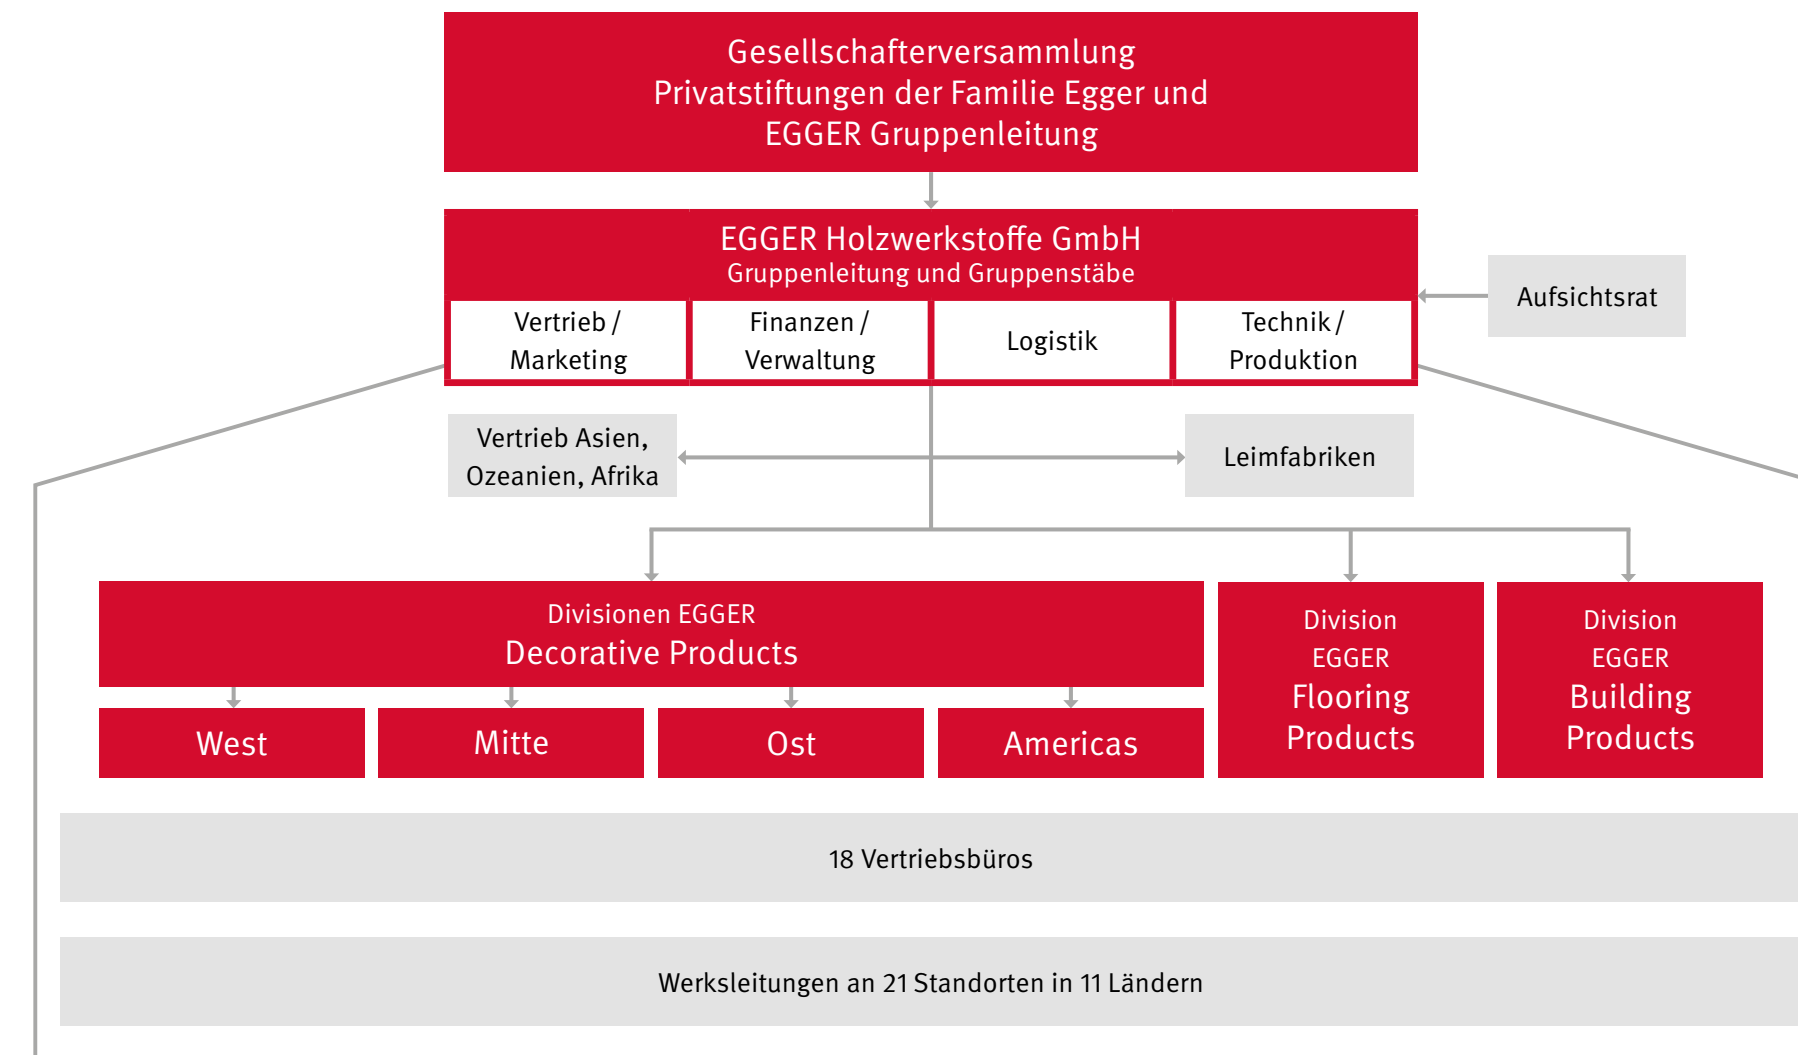 Gesellschafterversammlung
Privatstiftungen der Familie Egger und
EGGER Gruppenleitung
EGGER Holzwerkstoffe GmbH
Gruppenleitung und Gruppenstäbe
Vertrieb /
Marketing
Finanzen /
Verwaltung
Logistik
Technik /
Produktion
Aufsichtsrat
Vertrieb Asien,
Ozeanien, Afrika
Leimfabriken
Divisionen EGGER
Decorative Products
West
Mitte
Ost
Americas
Division
EGGER
Flooring
Products
Division
EGGER
Building
Products
18 Vertriebsbüros
Werksleitungen an 21 Standorten in 11 Ländern